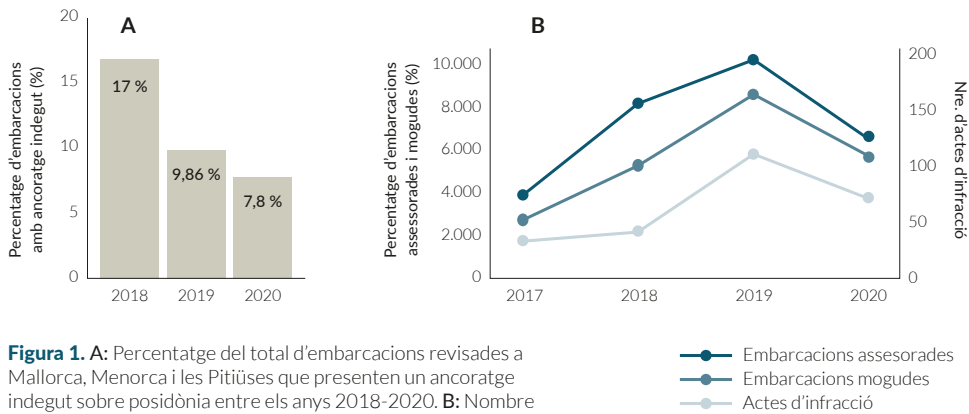 A
Percentatge d'embarcacions
amb ancoratge indegut (%)
20
15
10
5
0
17 %
9,86 %
7,8 %
2018
2019
2020
B
Percentatge d'embarcacions
assessorades i mogudes (%)
10.000
8.000
6.000
4.000
2.000
0
200
150
100
50
0
Nre. d'actes d'infracció
2017
2018
2019
2020
Figura 1. A: Percentatge del total d'embarcacions revisades a
Mallorca, Menorca i les Pitiüses que presenten un ancoratge
indegut sobre posidònia entre els anys 2018-2020. B: Nombre
Embarcacions assesorades
Embarcacions mogudes
Actes d'infracció